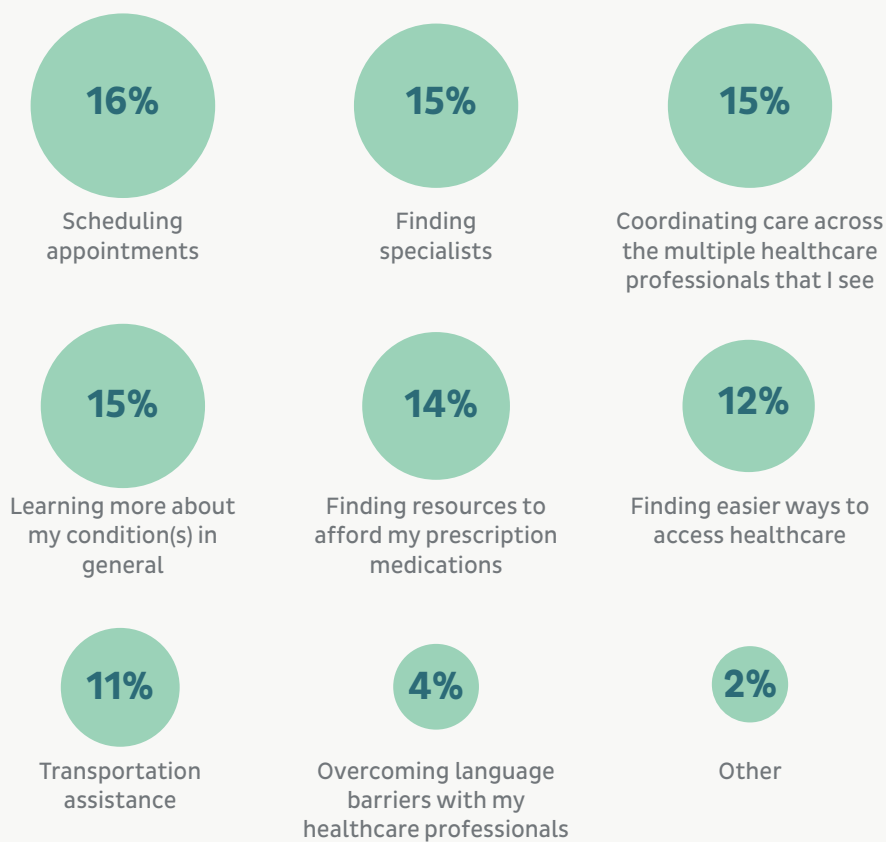 16%
Scheduling
appointments
15%
Finding
specialists
15%
Coordinating care across
the multiple healthcare
professionals that I see
15%
Learning more about
my condition(s) in
general
14%
Finding resources to
afford my prescription
medications
12%
Finding easier ways to
access healthcare
11%
Transportation
assistance
4%
Overcoming language
barriers with my
healthcare professionals
2%
Other